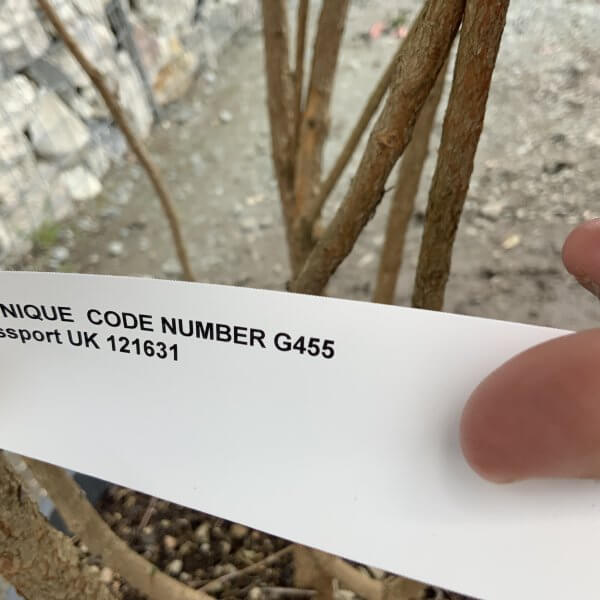 NIQUE CODE NUMBER G455
ssport UK 121631